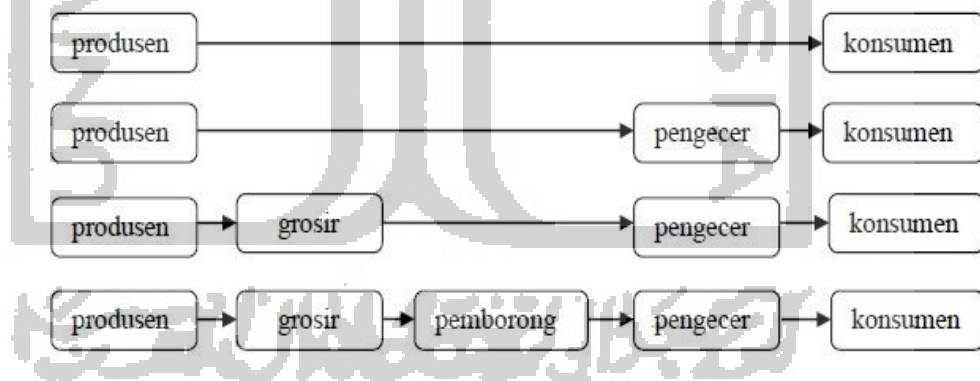 produsen konsumen
produsen pengecer konsumen
produsen grosir pengecer konsumen
produsen grosir pemborong pengecer konsumen